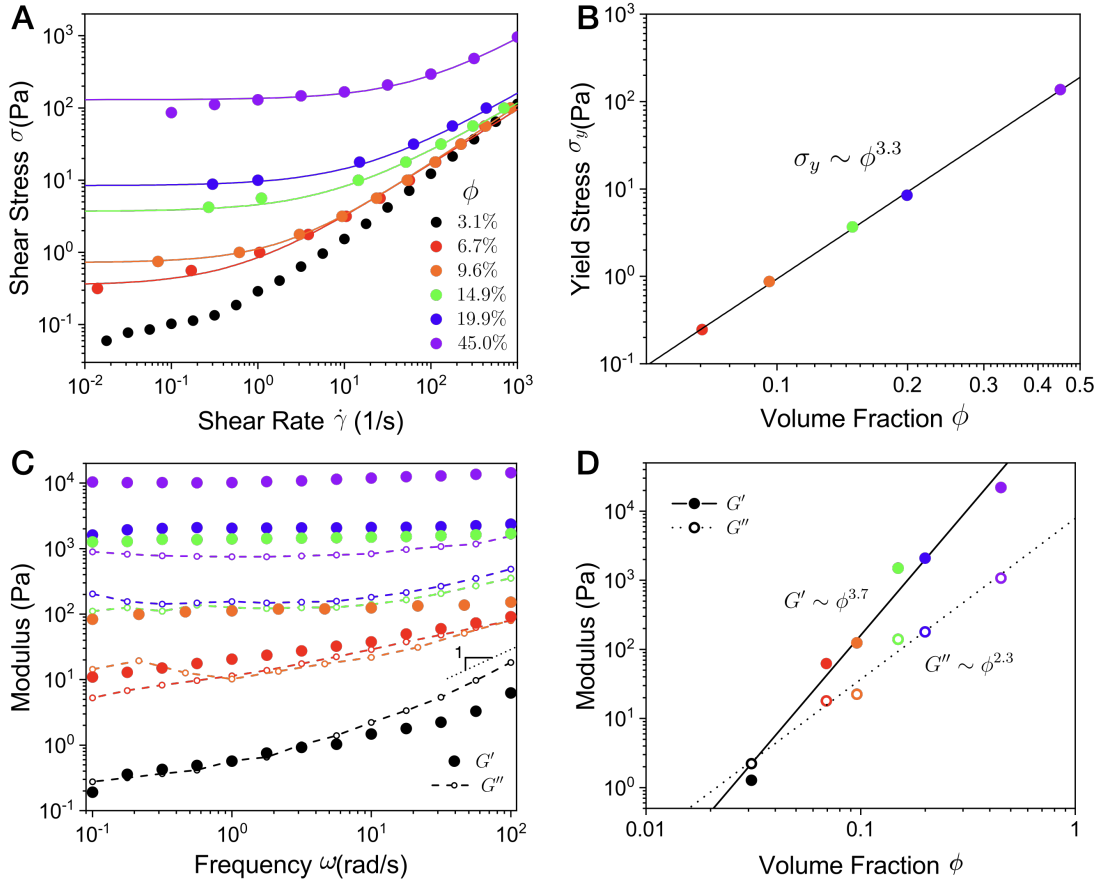 A
10³
10²
10¹
10⁰
10⁻¹
Shear Stress σ(Pa)
ϕ
3.1%
6.7%
9.6%
14.9%
19.9%
45.0%
10⁻² 10⁻¹ 10⁰ 10¹ 10² 10³
Shear Rate γ̇ (1/s)
B
10³
10²
10¹
10⁰
10⁻¹
Yield Stress σ_y(Pa)
σ_y ∼ ϕ^3.3
0.1 0.2 0.3 0.4 0.5
Volume Fraction ϕ
C
10⁴
10³
10²
10¹
10⁰
10⁻¹
Modulus (Pa)
1
G′
G″
10⁻¹ 10⁰ 10¹ 10²
Frequency ω(rad/s)
D
10⁴
10³
10²
10¹
10⁰
Modulus (Pa)
G′
G″
G′ ∼ ϕ^3.7
G″ ∼ ϕ^2.3
0.01 0.1 1
Volume Fraction ϕ